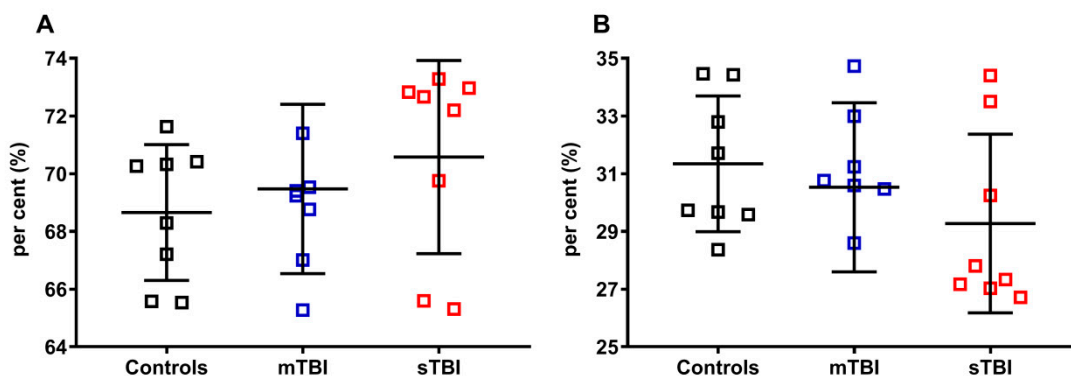 A
per cent (%)
74
72
70
68
66
64
Controls
mTBI
sTBI
B
per cent (%)
35
33
31
29
27
25
Controls
mTBI
sTBI